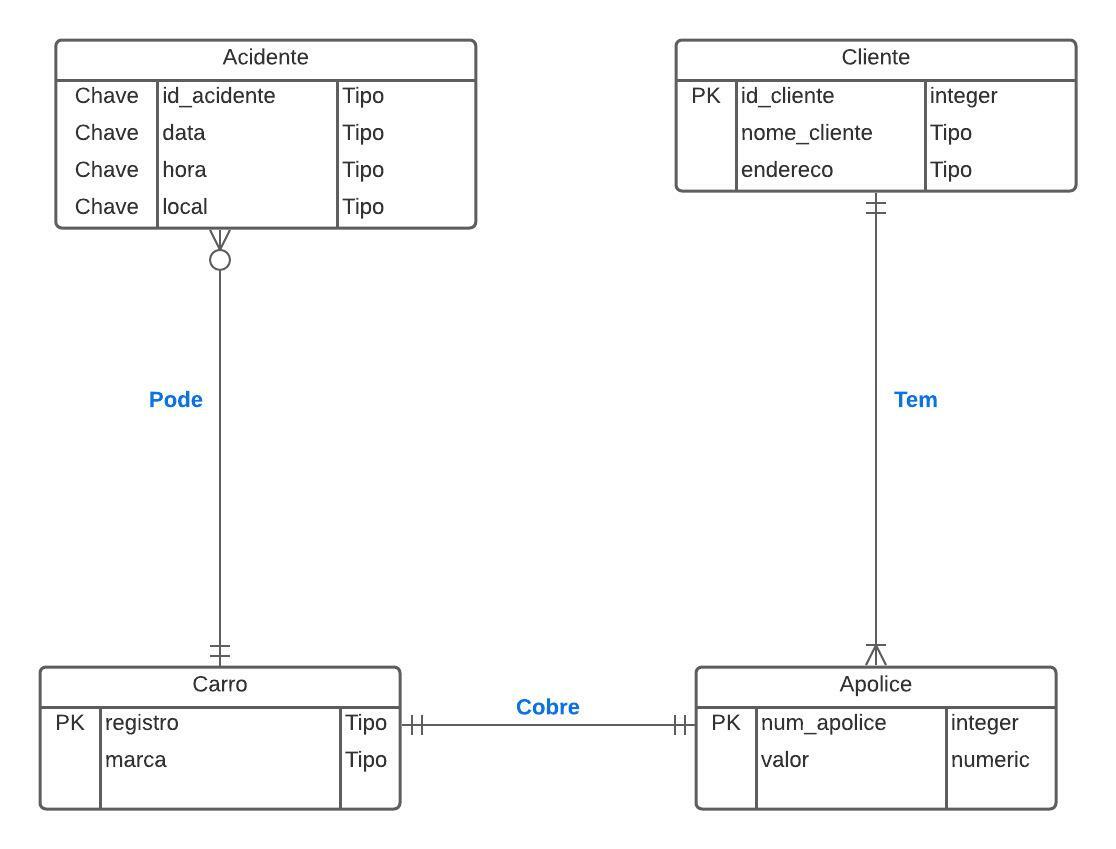 Acidente
Chave id_acidente Tipo
Chave data Tipo
Chave hora Tipo
Chave local Tipo
Cliente
PK id_cliente integer
nome_cliente Tipo
endereco Tipo
Pode
Tem
Carro
PK registro Tipo
marca Tipo
Cobre
Apolice
PK num_apolice integer
valor numeric